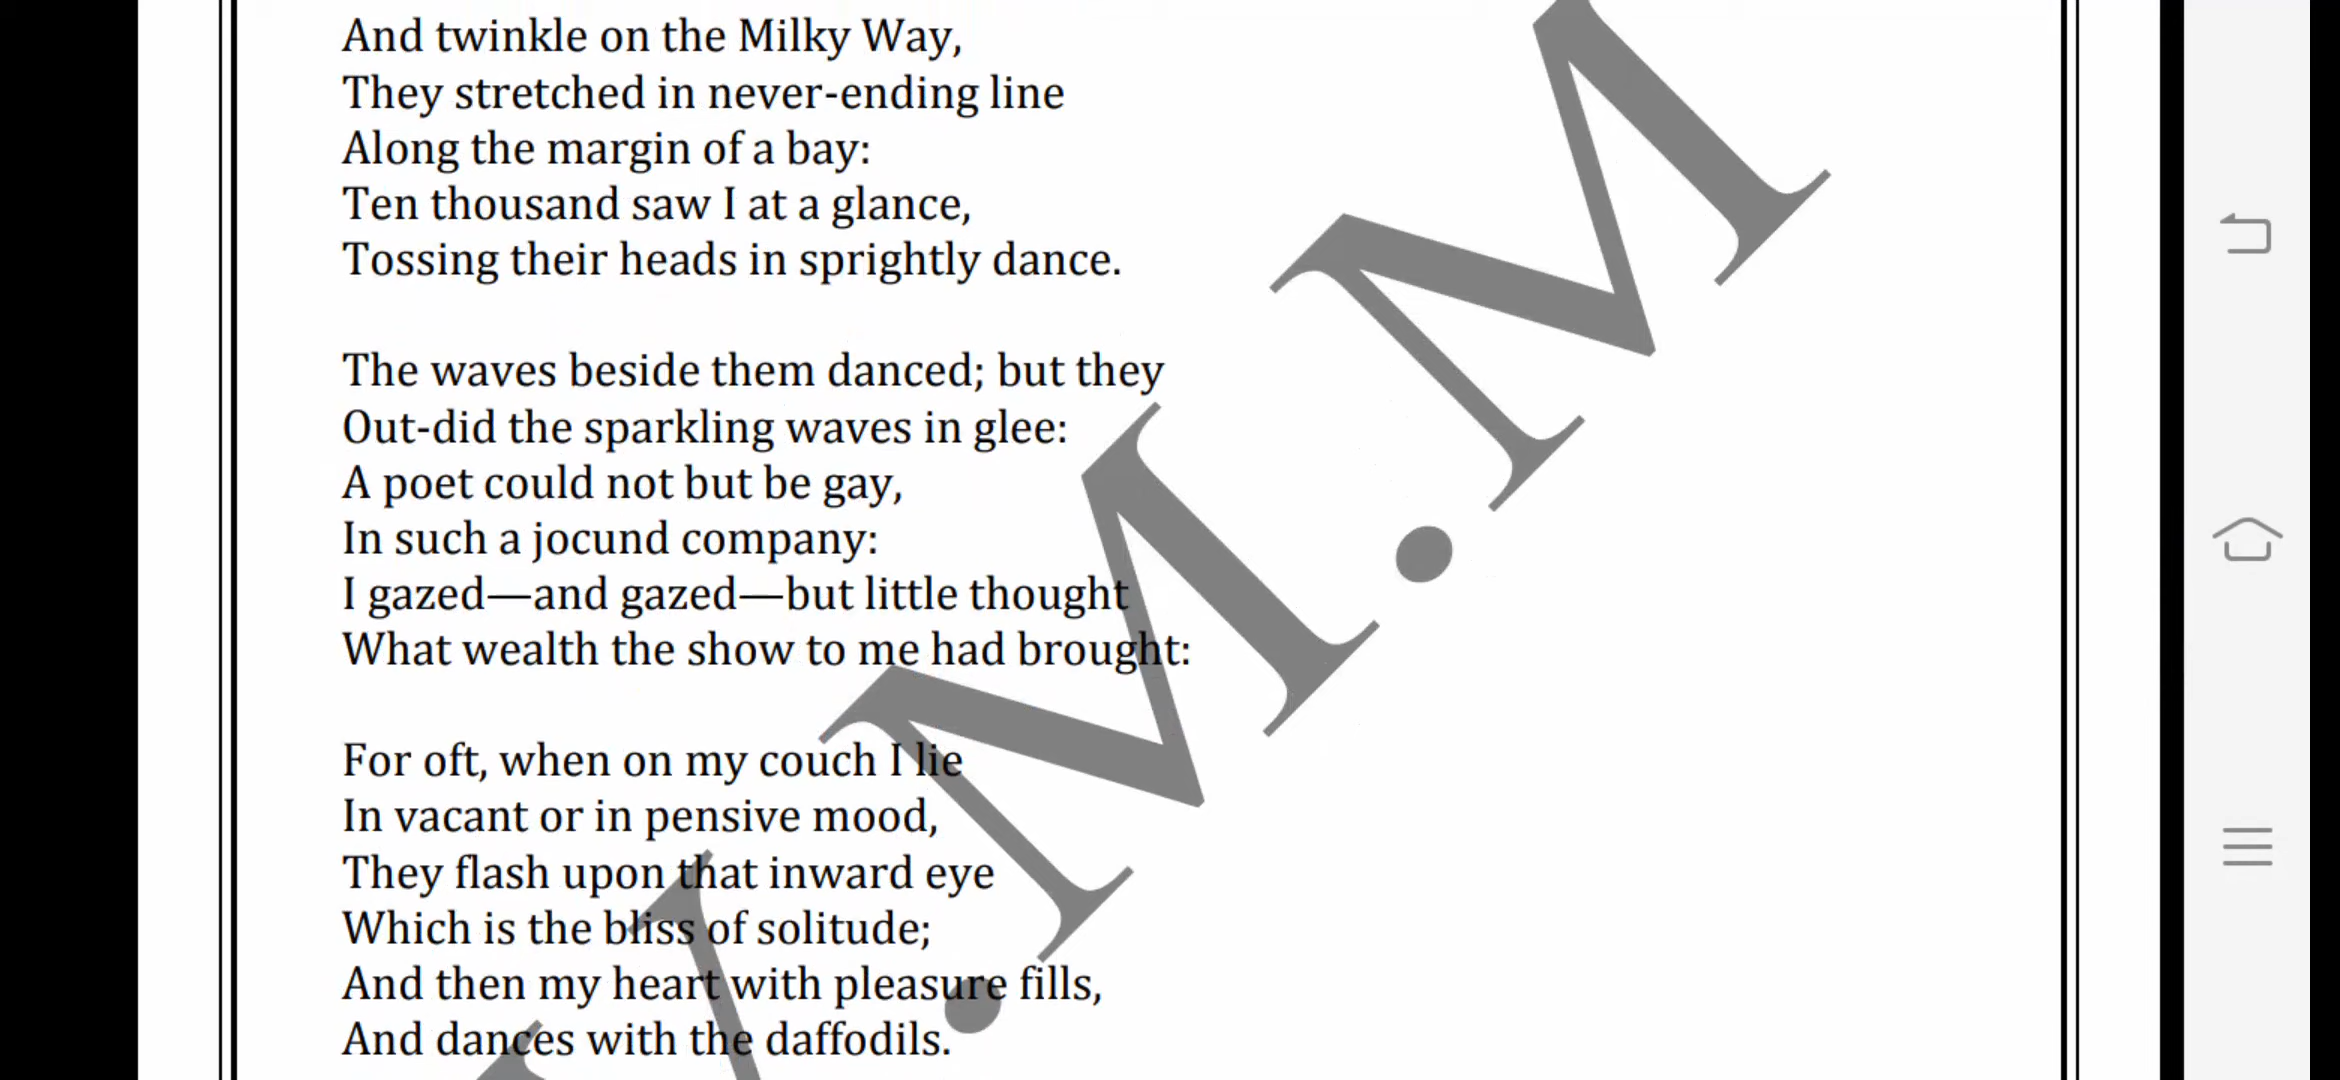 And twinkle on the Milky Way,
They stretched in never-ending line
Along the margin of a bay:
Ten thousand saw I at a glance,
Tossing their heads in sprightly dance.
The waves beside them danced; but they
Out-did the sparkling waves in glee:
A poet could not but be gay,
In such a jocund company:
I gazed—and gazed—but little thought
What wealth the show to me had brought:
For oft, when on my couch I lie
In vacant or in pensive mood,
They flash upon that inward eye
Which is the bliss of solitude;
And then my heart with pleasure fills,
And dances with the daffodils.
M.M